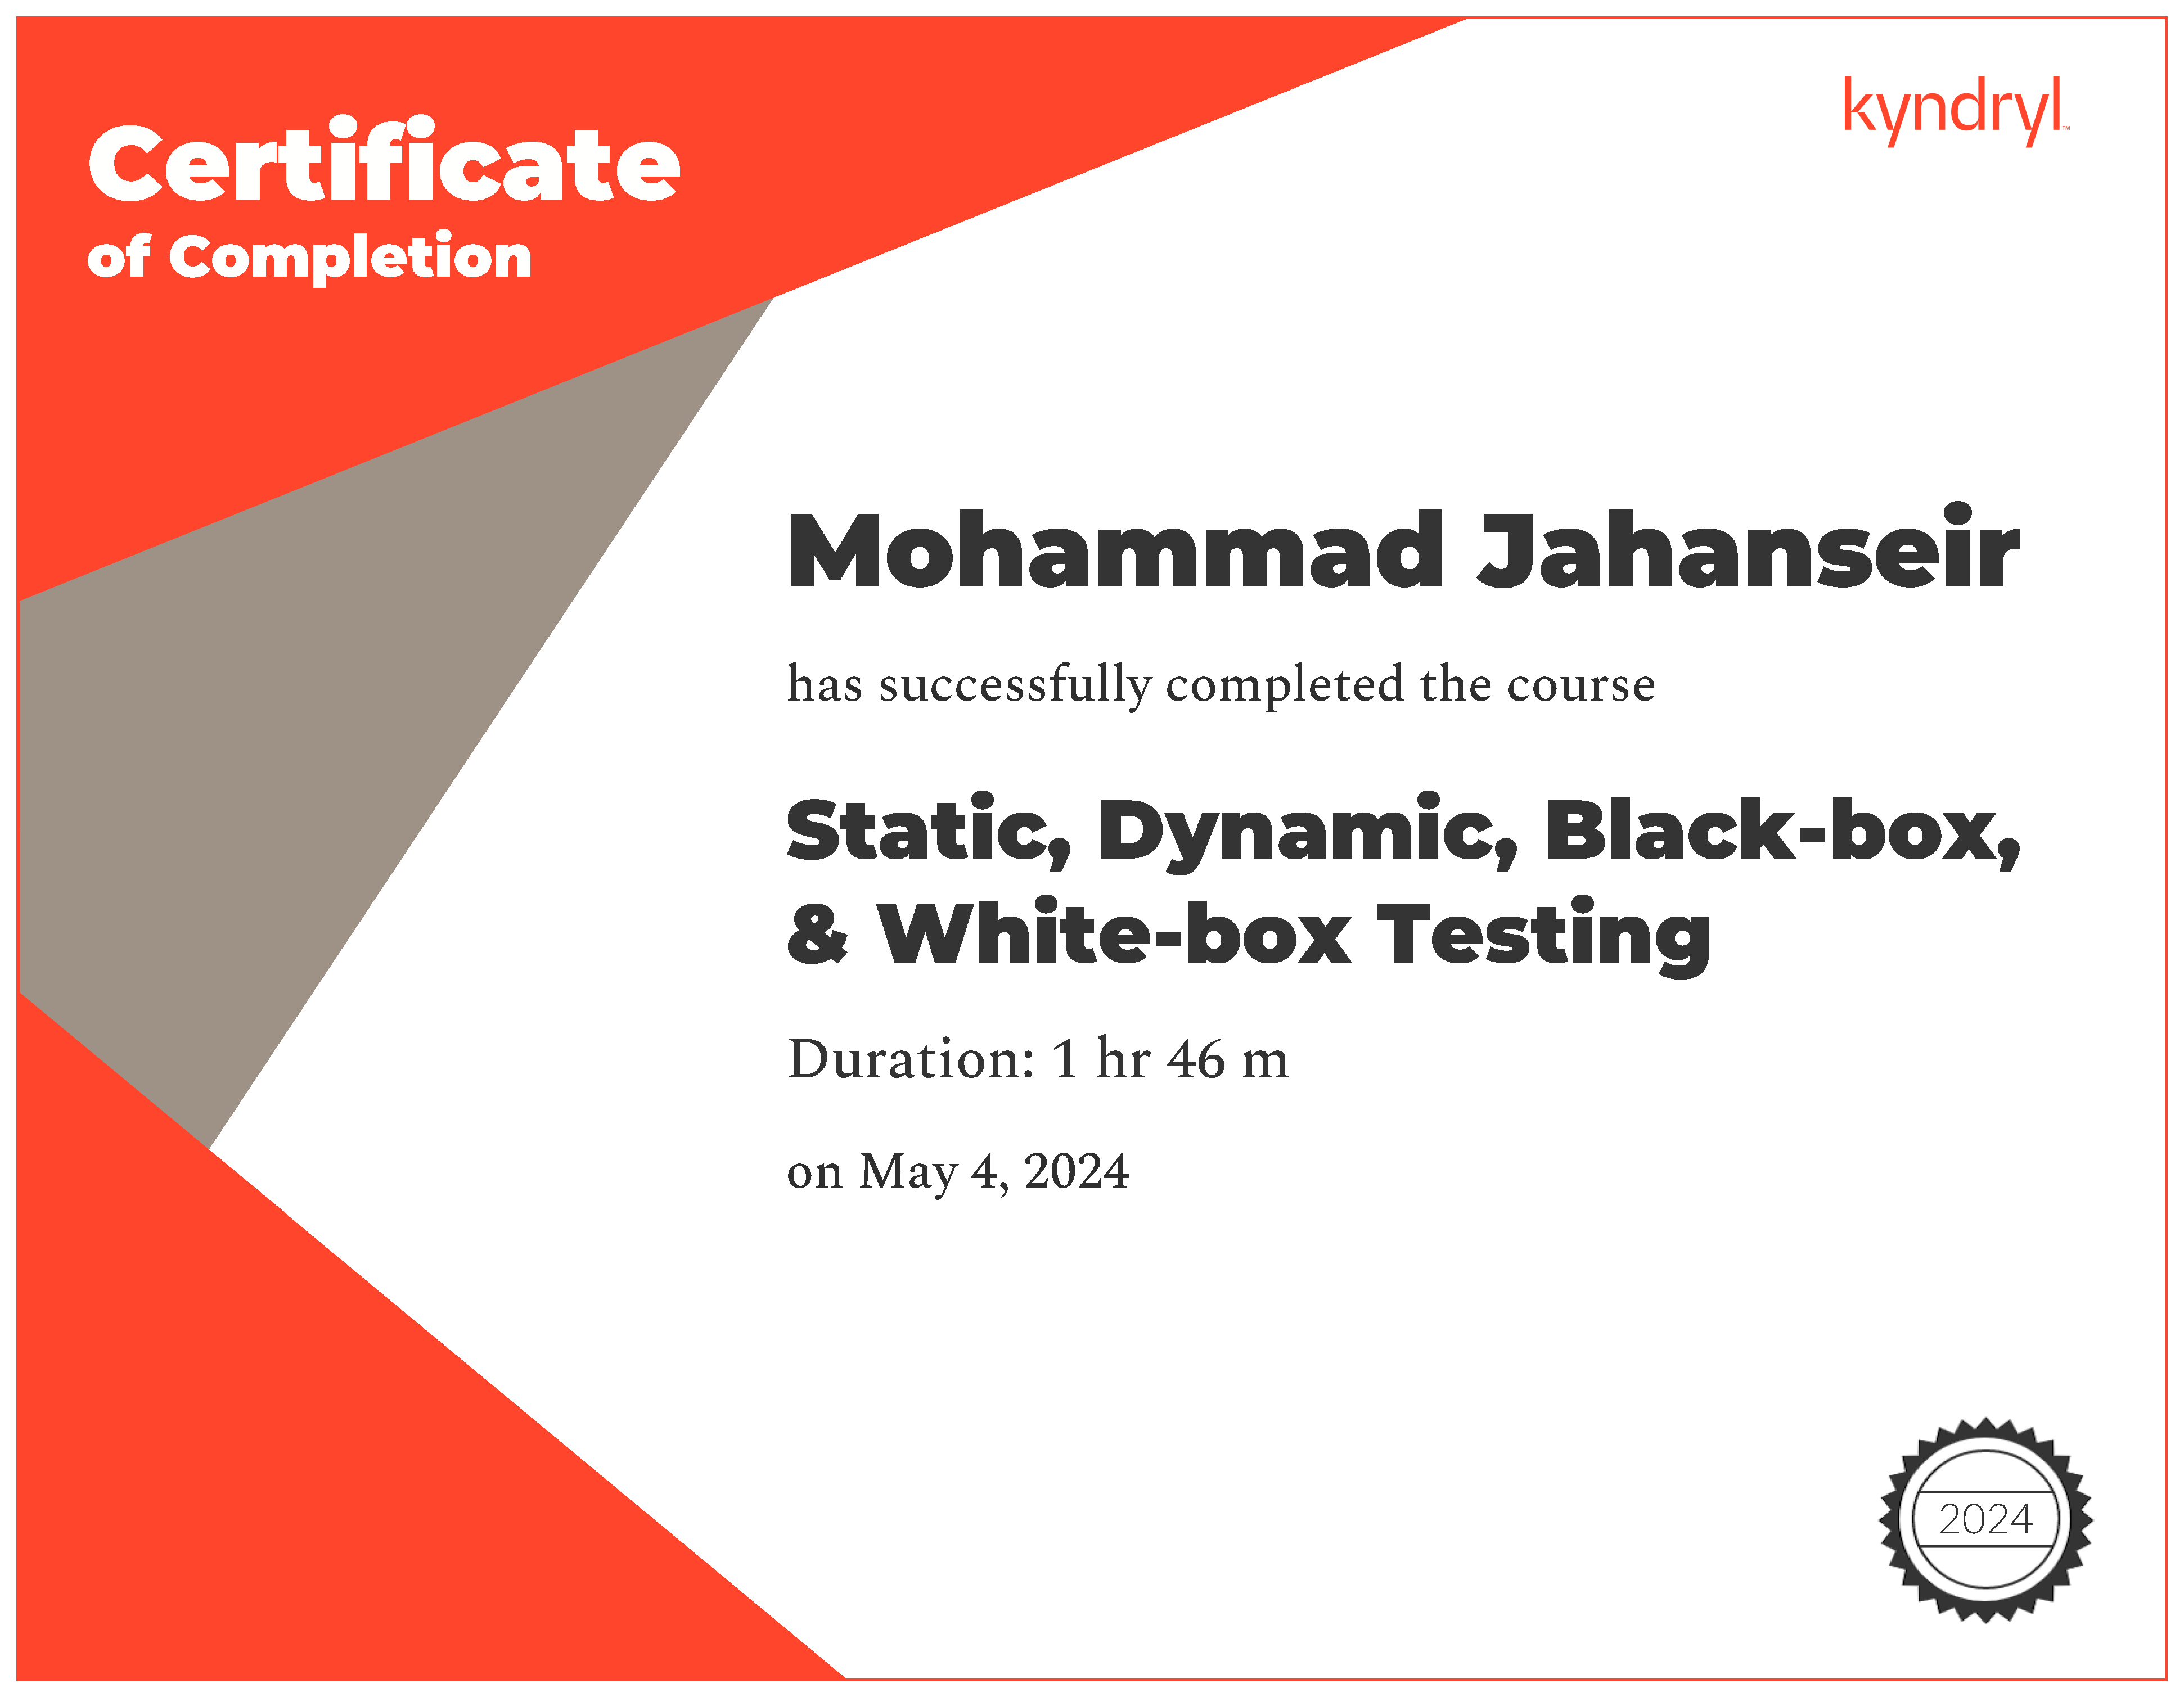 Certificate
of Completion
kyndryl™
Mohammad Jahanseir
has successfully completed the course
Static, Dynamic, Black-box,
& White-box Testing
Duration: 1 hr 46 m
on May 4, 2024
2024